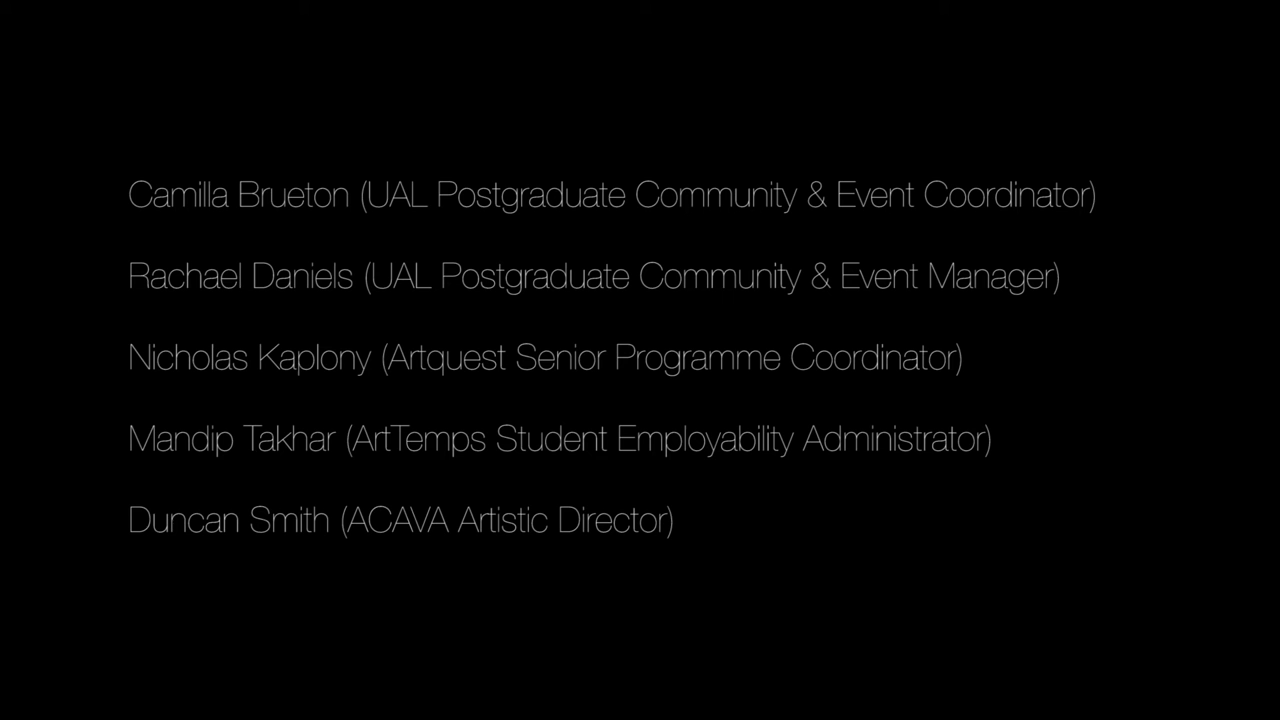 Camilla Brueton (UAL Postgraduate Community & Event Coordinator)
Rachael Daniels (UAL Postgraduate Community & Event Manager)
Nicholas Kaplony (Artquest Senior Programme Coordinator)
Mandip Takhar (ArtTemps Student Employability Administrator)
Duncan Smith (ACAVA Artistic Director)